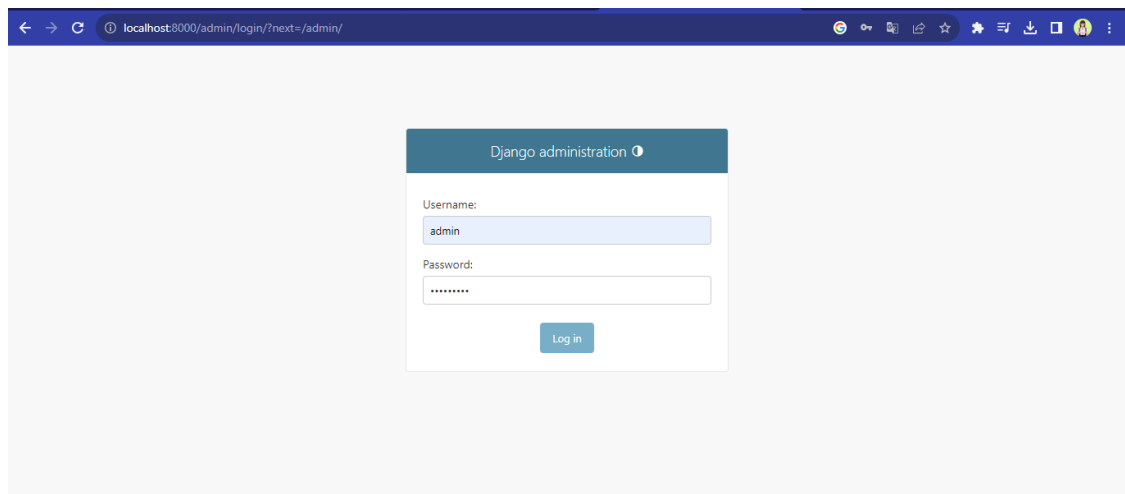 localhost:8000/admin/login/?next=/admin/
Django administration
Username:
admin
Password:
•••••••••
Log in